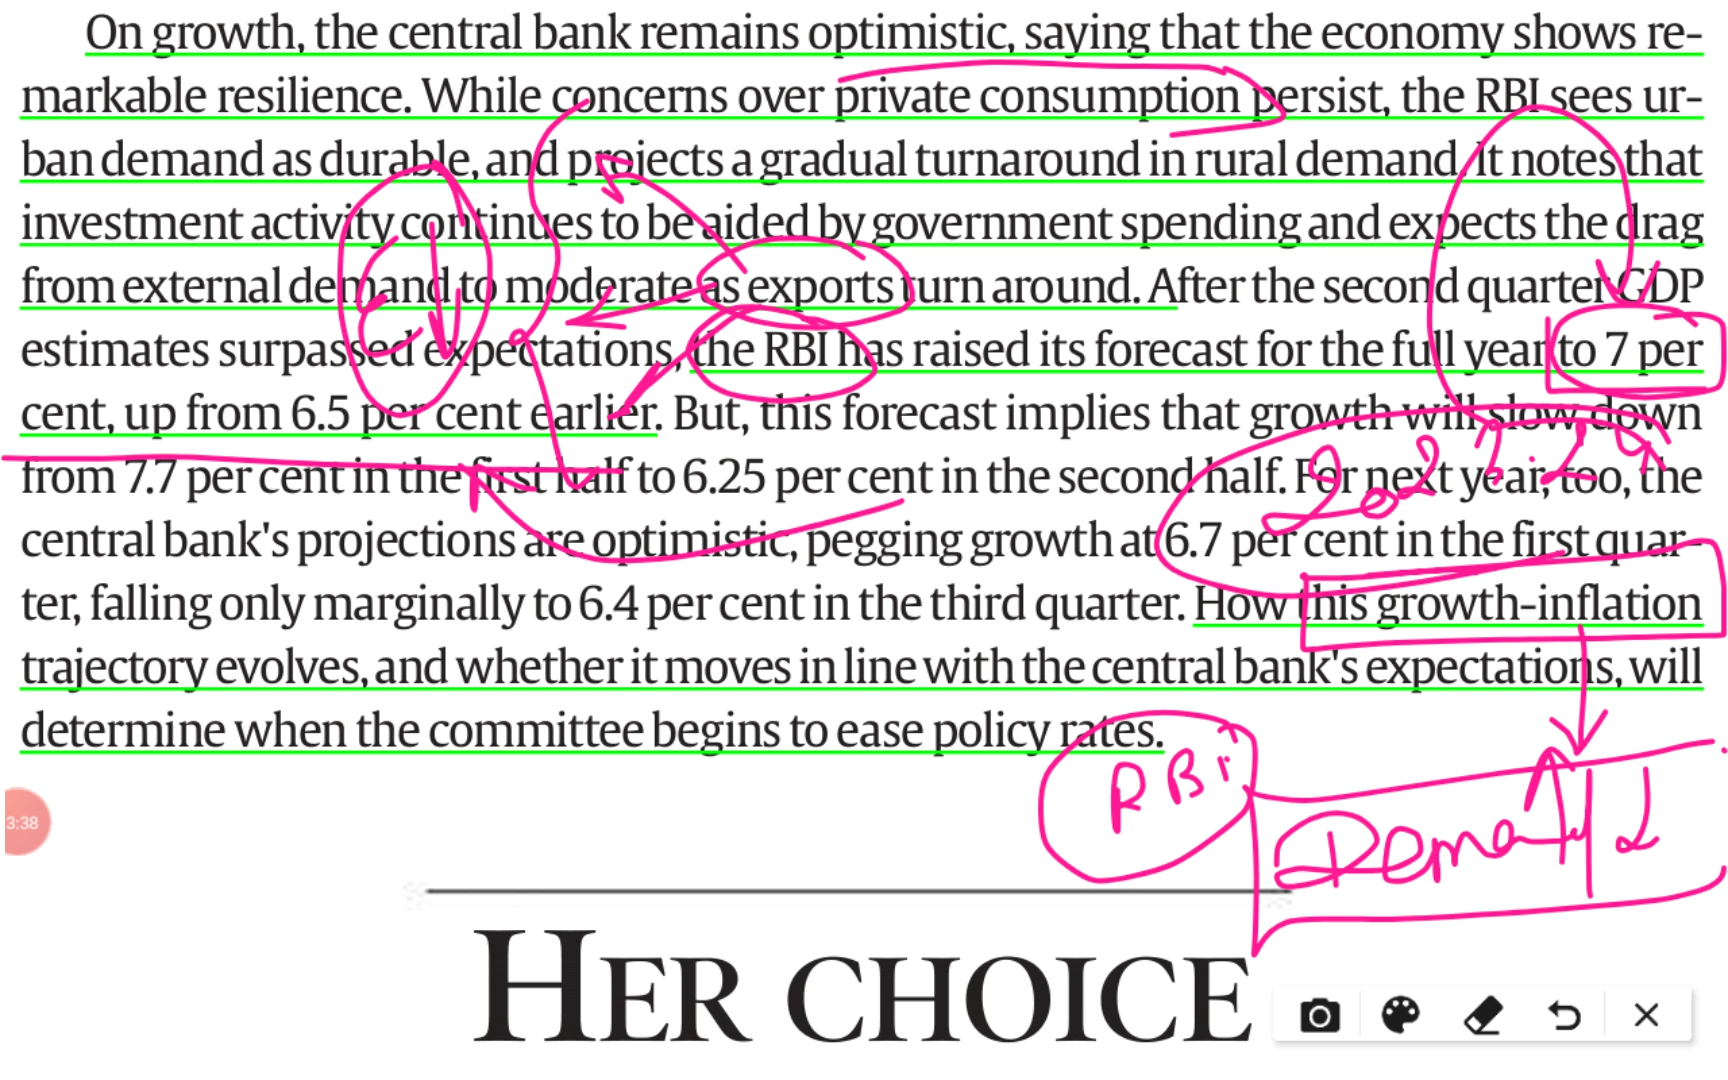 On growth, the central bank remains optimistic, saying that the economy shows re-
markable resilience. While concerns over private consumption persist, the RBI sees ur-
ban demand as durable, and projects a gradual turnaround in rural demand. It notes that
investment activity continues to be aided by government spending and expects the drag
from external demand to moderate as exports turn around. After the second quarter GDP
estimates surpassed expectations, the RBI has raised its forecast for the full year to 7 per
cent, up from 6.5 per cent earlier. But, this forecast implies that growth will slow down
from 7.7 per cent in the first half to 6.25 per cent in the second half. For next year, too, the
central bank's projections are optimistic, pegging growth at 6.7 per cent in the first quar-
ter, falling only marginally to 6.4 per cent in the third quarter. How this growth-inflation
trajectory evolves, and whether it moves in line with the central bank's expectations, will
determine when the committee begins to ease policy rates.
RBI
Demand
3:38
HER CHOICE